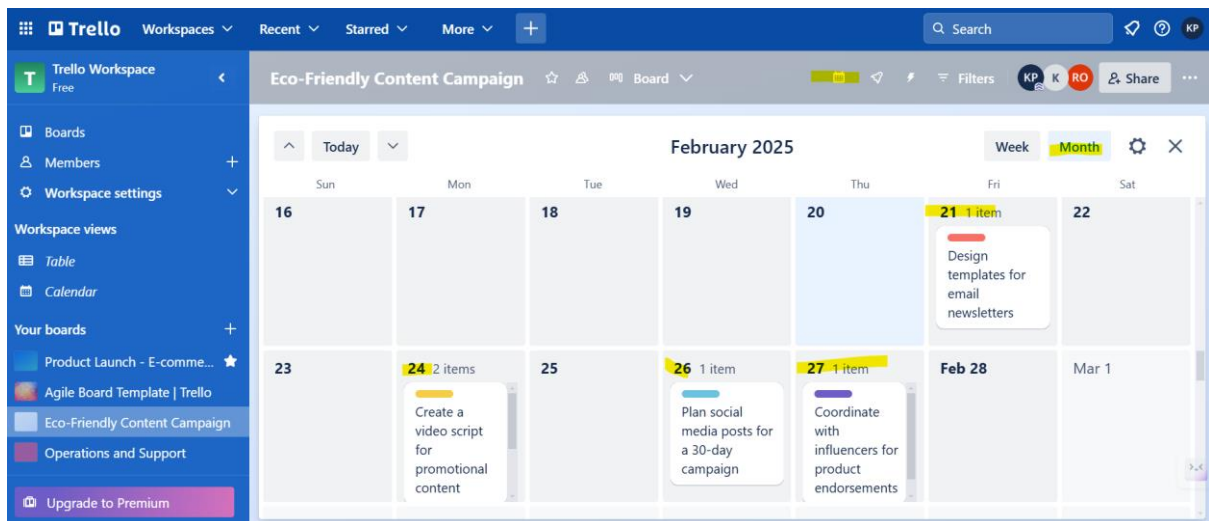 Trello
Workspaces
Recent
Starred
More
+
Search
KP
T
Trello Workspace
Free
Eco-Friendly Content Campaign
Board
Filters
KP
K
RO
Share
Boards
Members
+
Workspace settings
Workspace views
Table
Calendar
Your boards
+
Product Launch - E-comme...
Agile Board Template | Trello
Eco-Friendly Content Campaign
Operations and Support
Upgrade to Premium
Today
February 2025
Week
Month
Sun
Mon
Tue
Wed
Thu
Fri
Sat
16
17
18
19
20
21 1 item
Design
templates for
email
newsletters
22
23
24 2 items
Create a
video script
for
promotional
content
25
26 1 item
Plan social
media posts for
a 30-day
campaign
27 1 item
Coordinate
with
influencers for
product
endorsements
Feb 28
Mar 1